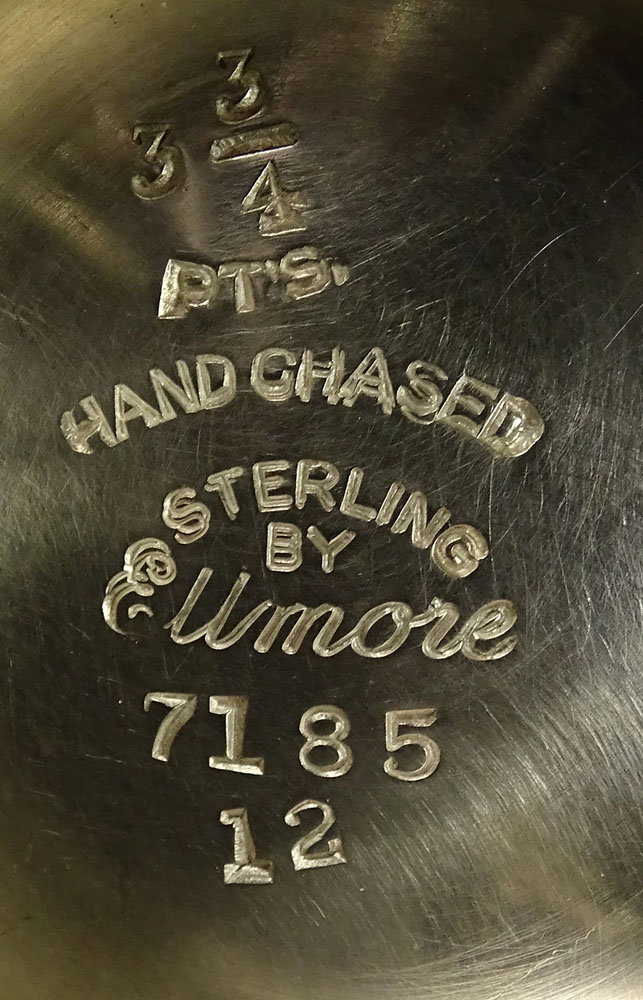 3 3/4
PT'S.
HAND CHASED
STERLING
BY
Ellmore
7185
12